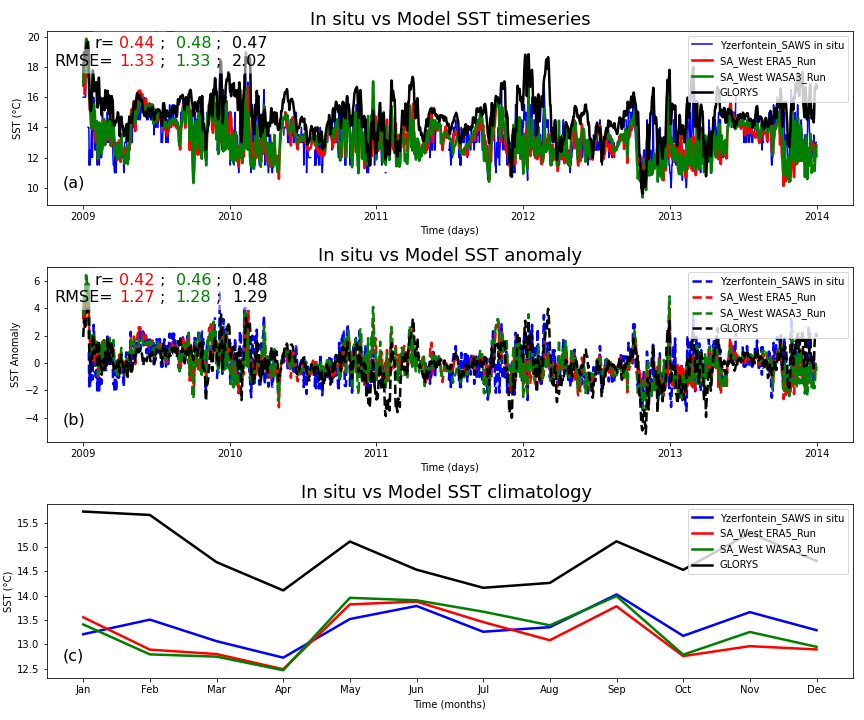 In situ vs Model SST timeseries
r= 0.44 ; 0.48 ; 0.47
RMSE= 1.33 ; 1.33 ; 2.02
Yzerfontein_SAWS in situ
SA_West ERA5_Run
SA_West WASA3_Run
GLORYS
SST (°C)
20
18
16
14
12
10
(a)
2009 2010 2011 2012 2013 2014
Time (days)
In situ vs Model SST anomaly
r= 0.42 ; 0.46 ; 0.48
RMSE= 1.27 ; 1.28 ; 1.29
Yzerfontein_SAWS in situ
SA_West ERA5_Run
SA_West WASA3_Run
GLORYS
SST Anomaly
6
4
2
0
−2
−4
(b)
2009 2010 2011 2012 2013 2014
Time (days)
In situ vs Model SST climatology
Yzerfontein_SAWS in situ
SA_West ERA5_Run
SA_West WASA3_Run
GLORYS
SST (°C)
15.5
15.0
14.5
14.0
13.5
13.0
12.5
(c)
Jan Feb Mar Apr May Jun Jul Aug Sep Oct Nov Dec
Time (months)